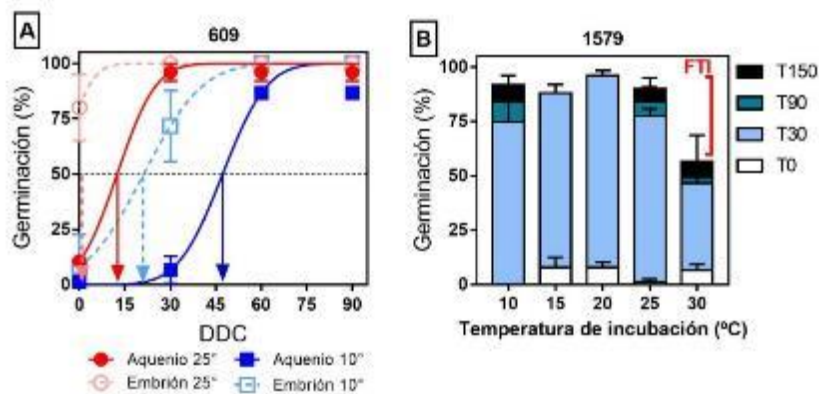 A
609
100
75
50
25
0
Germinación (%)
0 15 30 45 60 75 90
DDC
Aquenio 25° Aquenio 10°
Embrión 25° Embrión 10°
B
1579
100
75
50
25
0
Germinación (%)
FTI
10 15 20 25 30
Temperatura de incubación (ºC)
T150
T90
T30
T0